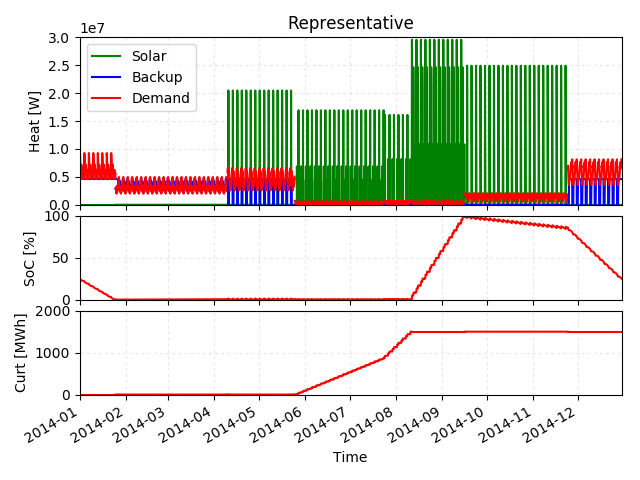 Representative
1e7
3.0
2.5
2.0
1.5
1.0
0.5
0.0
Heat [W]
Solar
Backup
Demand
100
50
0
SoC [%]
2000
1000
0
Curt [MWh]
2014-01
2014-02
2014-03
2014-04
2014-05
2014-06
2014-07
2014-08
2014-09
2014-10
2014-11
2014-12
Time